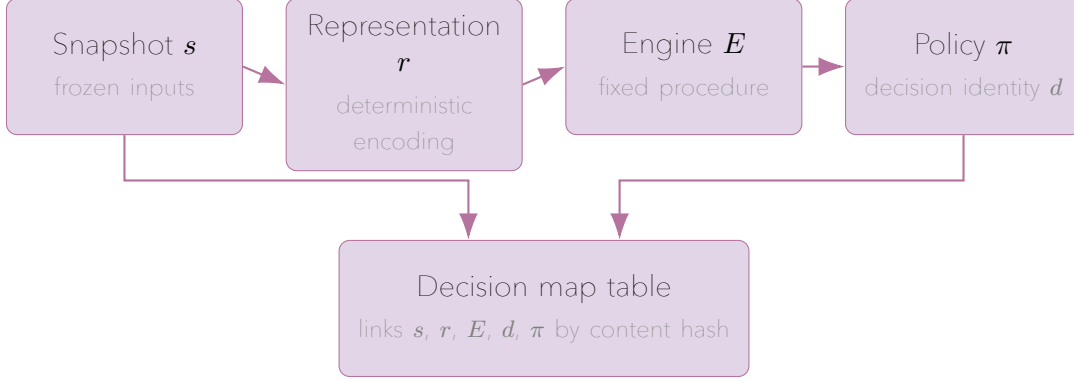 Snapshot s
frozen inputs
Representation
r
deterministic
encoding
Engine E
fixed procedure
Policy π
decision identity d
Decision map table
links s, r, E, d, π by content hash